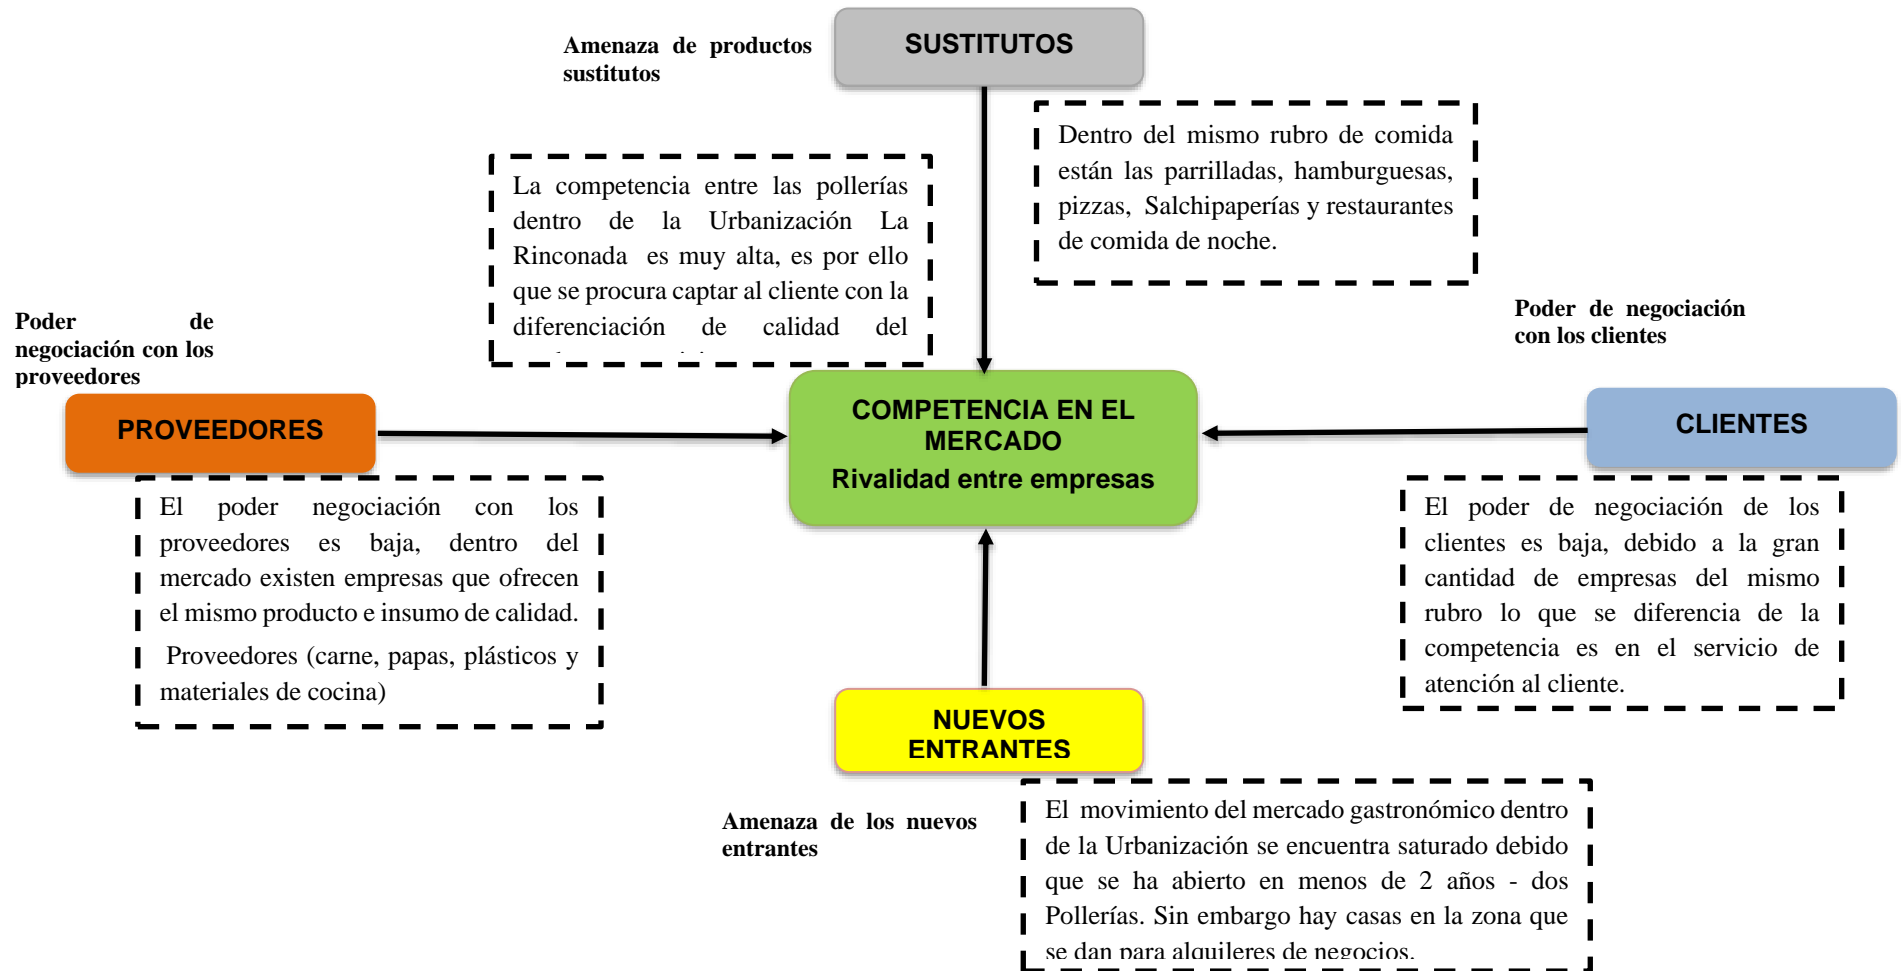 Amenaza de productos
sustitutos
SUSTITUTOS
Dentro del mismo rubro de comida
están las parrilladas, hamburguesas,
pizzas, Salchipaperías y restaurantes
de comida de noche.
La competencia entre las pollerías
dentro de la Urbanización La
Rinconada es muy alta, es por ello
que se procura captar al cliente con la
diferenciación de calidad del
Poder de
negociación con los
proveedores
PROVEEDORES
El poder negociación con los
proveedores es baja, dentro del
mercado existen empresas que ofrecen
el mismo producto e insumo de calidad.
Proveedores (carne, papas, plásticos y
materiales de cocina)
COMPETENCIA EN EL
MERCADO
Rivalidad entre empresas
Poder de negociación
con los clientes
CLIENTES
El poder de negociación de los
clientes es baja, debido a la gran
cantidad de empresas del mismo
rubro lo que se diferencia de la
competencia es en el servicio de
atención al cliente.
NUEVOS
ENTRANTES
Amenaza de los nuevos
entrantes
El movimiento del mercado gastronómico dentro
de la Urbanización se encuentra saturado debido
que se ha abierto en menos de 2 años - dos
Pollerías. Sin embargo hay casas en la zona que
se dan para alquileres de negocios.